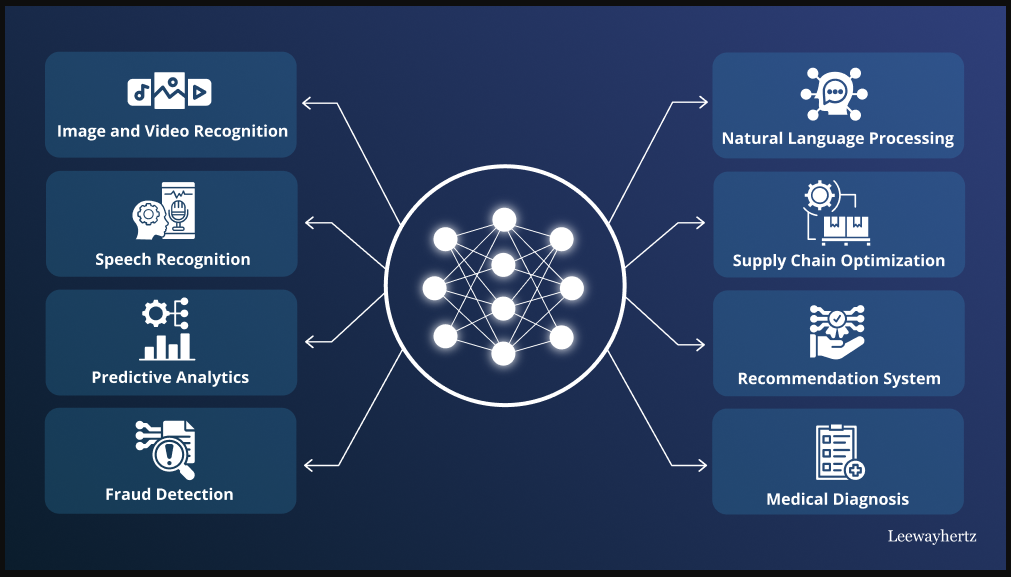 Image and Video Recognition
Speech Recognition
Predictive Analytics
Fraud Detection
Natural Language Processing
Supply Chain Optimization
Recommendation System
Medical Diagnosis
Leewayhertz